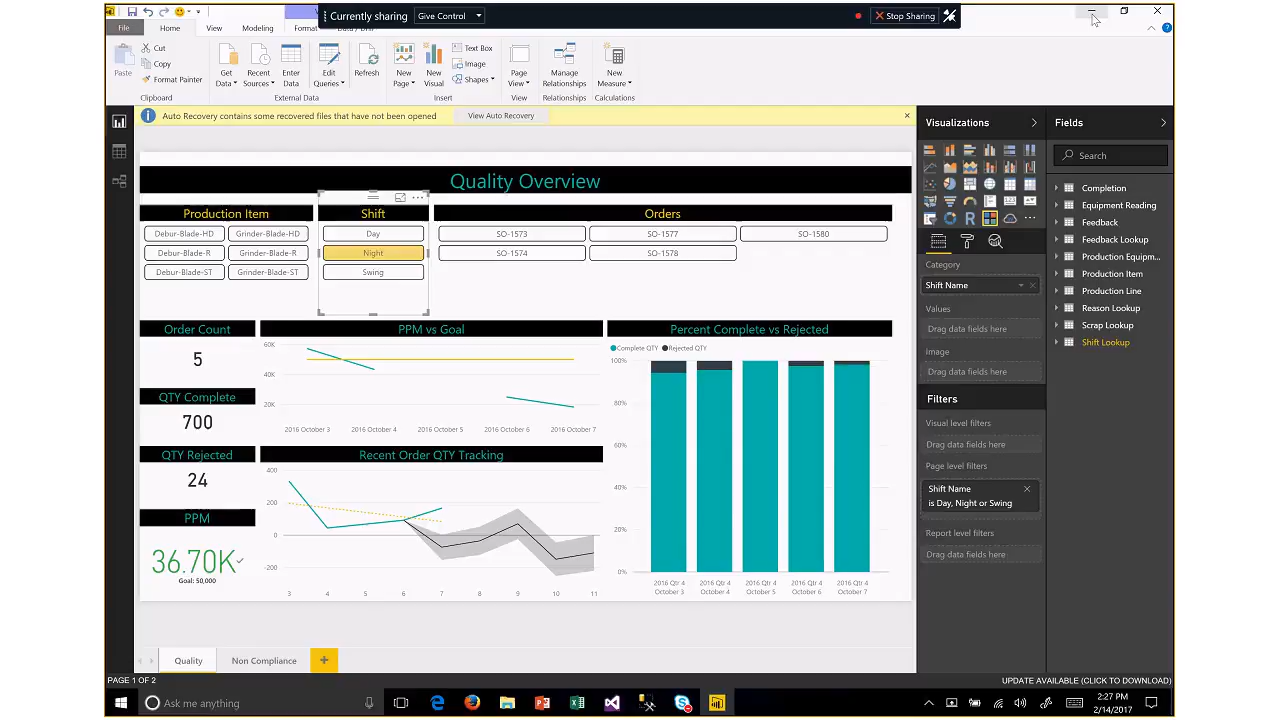 Currently sharing
Give Control
Stop Sharing
File
Home
View
Modeling
Format
Paste
Cut
Copy
Format Painter
Clipboard
Get Data
Recent Sources
Enter Data
External Data
Edit Queries
Refresh
New Page
New Visual
Text Box
Image
Shapes
Insert
Page View
View
Manage Relationships
Relationships
New Measure
Calculations
Auto Recovery contains some recovered files that have not been opened
View Auto Recovery
Quality Overview
Production Item
Debur-Blade-HD
Grinder-Blade-HD
Debur-Blade-R
Grinder-Blade-R
Debur-Blade-ST
Grinder-Blade-ST
Shift
Day
Night
Swing
Orders
SO-1573
SO-1577
SO-1580
SO-1574
SO-1578
Order Count
5
QTY Complete
700
QTY Rejected
24
PPM
36.70K
Goal: 50,000
PPM vs Goal
60K
40K
20K
2016 October 3
2016 October 4
2016 October 5
2016 October 6
2016 October 7
Recent Order QTY Tracking
400
200
0
-200
3 4 5 6 7 8 9 10 11
Percent Complete vs Rejected
Complete QTY
Rejected QTY
100%
80%
60%
40%
20%
0%
2016 Qtr 4 October 3
2016 Qtr 4 October 4
2016 Qtr 4 October 5
2016 Qtr 4 October 6
2016 Qtr 4 October 7
Visualizations
R
Category
Shift Name
Values
Drag data fields here
Image
Drag data fields here
Filters
Visual level filters
Drag data fields here
Page level filters
Shift Name
is Day, Night or Swing
Report level filters
Drag data fields here
Fields
Search
Completion
Equipment Reading
Feedback
Feedback Lookup
Production Equipm...
Production Item
Production Line
Reason Lookup
Scrap Lookup
Shift Lookup
Quality
Non Compliance
PAGE 1 OF 2
UPDATE AVAILABLE (CLICK TO DOWNLOAD)
Ask me anything
2:27 PM
2/14/2017